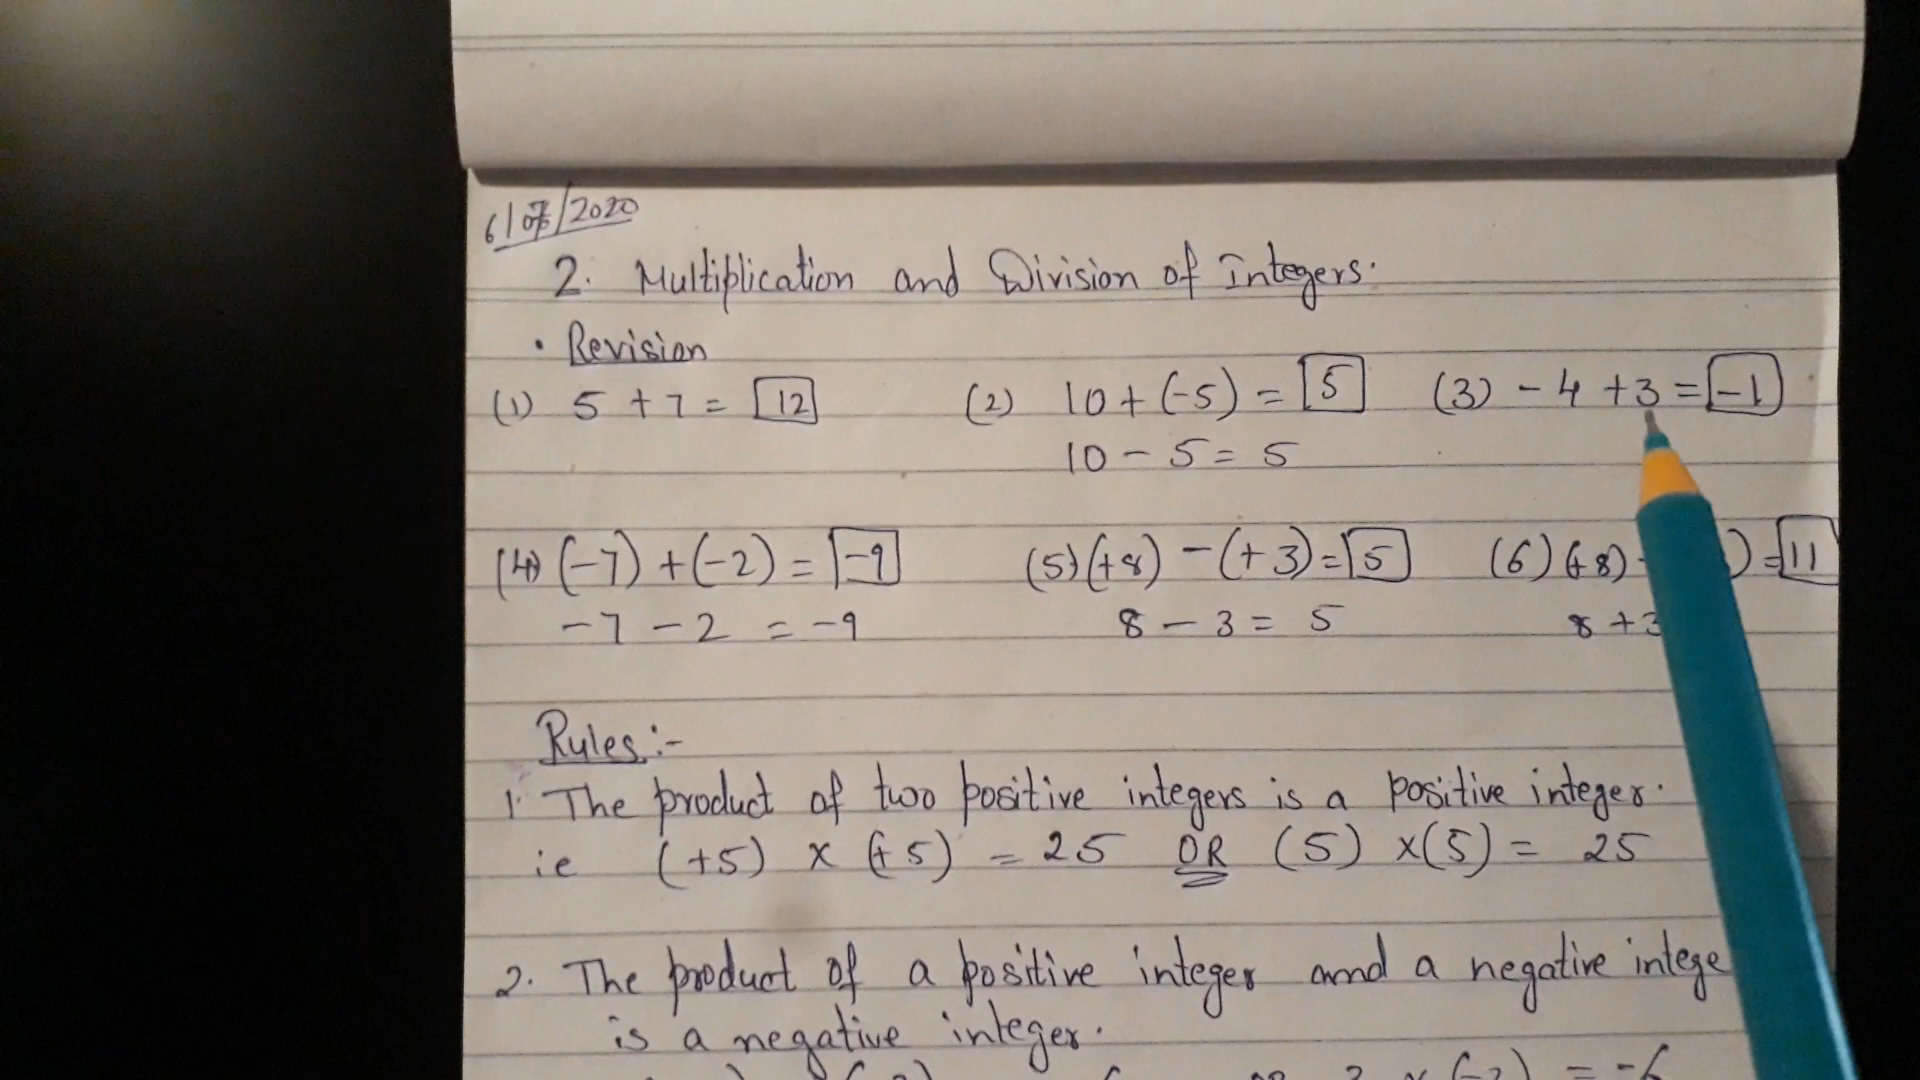 6/07/2020
2. Multiplication and Division of Integers.
• Revision
(1) 5 + 7 = 12 (2) 10 + (-5) = 5 (3) - 4 + 3 = -1
10 - 5 = 5
(4) (-7) + (-2) = -9 (5) (+8) - (+3) = 5 (6) (+8) - ) = 11
-7 - 2 = -9 8 - 3 = 5 8 + 3
Rules :-
1. The product of two positive integers is a positive integer.
ie (+5) x (+5) = 25 OR (5) x (5) = 25
2. The product of a positive integer and a negative intege
is a negative integer.
= -6